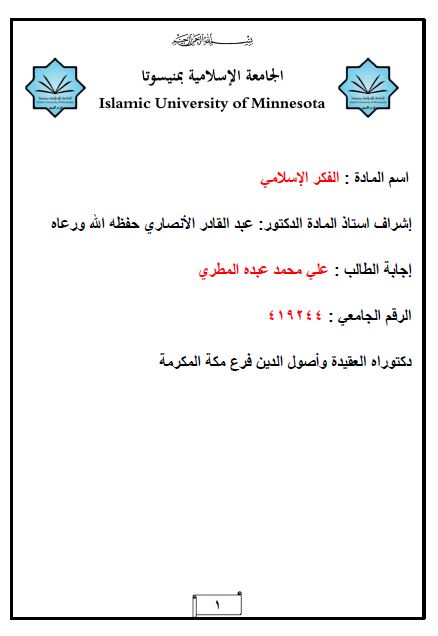 بسم الله الرحمن الرحيم
الجامعة الإسلامية بمنيسوتا
Islamic University of Minnesota
اسم المادة : الفكر الإسلامي
إشراف استاذ المادة الدكتور: عبد القادر الأنصاري حفظه الله ورعاه
إجابة الطالب : علي محمد عبده المطري
الرقم الجامعي : ٤١٩٢٤٤
دكتوراه العقيدة وأصول الدين فرع مكة المكرمة
١